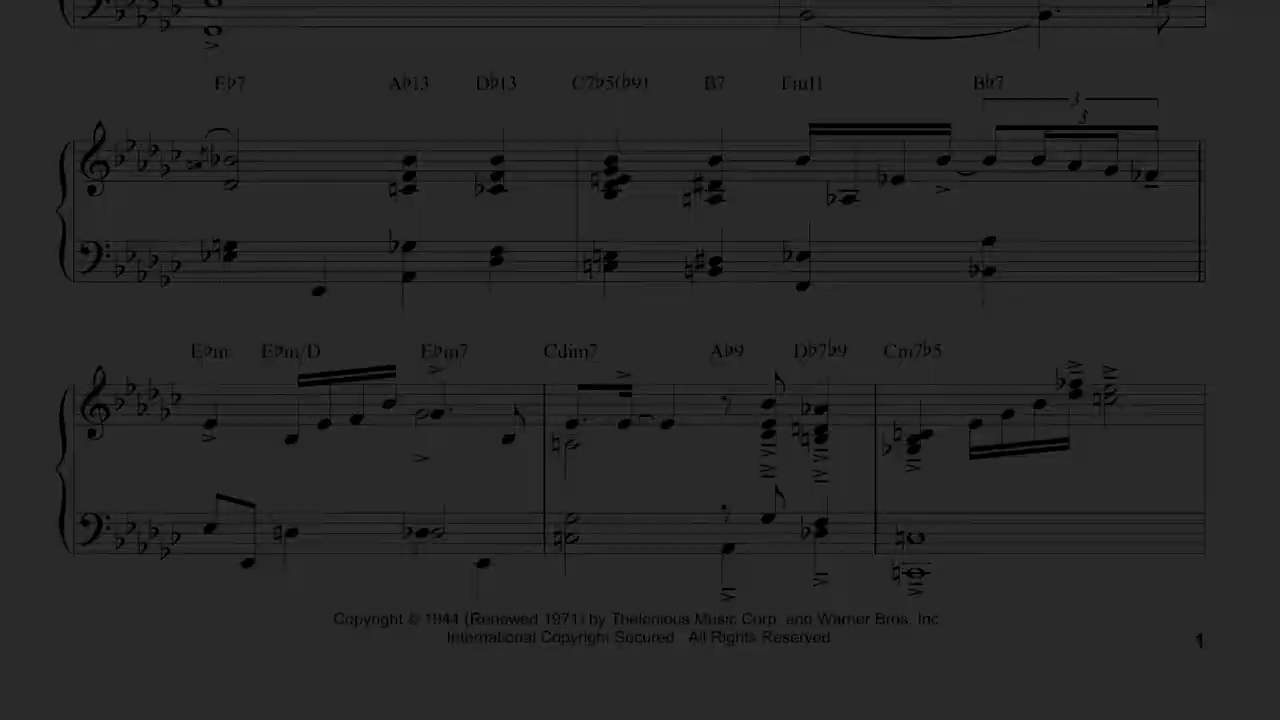 E♭7 A♭13 D♭13 C7♭5(♭9) B7 Fm11 B♭7
3
3
E♭m E♭m/D E♭m7 Cdim7 A♭9 D♭7♭9 Cm7♭5
Copyright © 1944 (Renewed 1971) by Thelonious Music Corp. and Warner Bros. Inc
International Copyright Secured All Rights Reserved
1